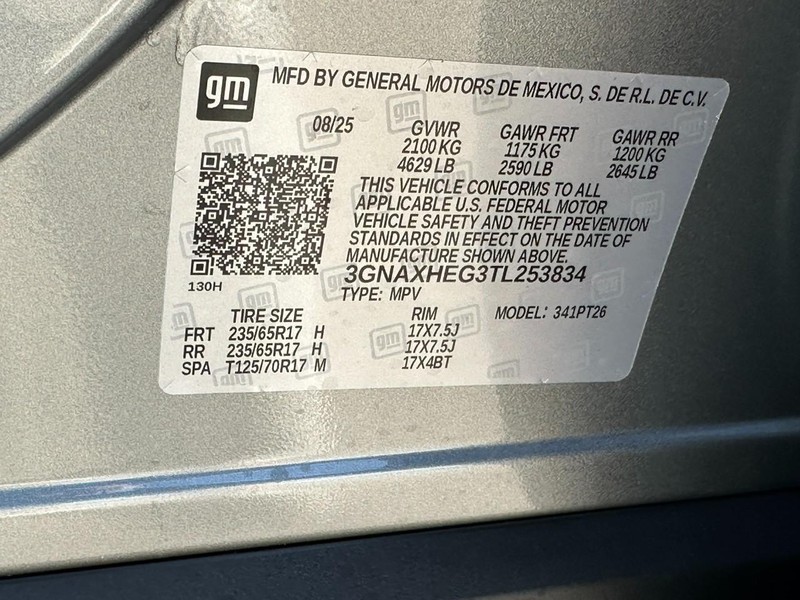 gm MFD BY GENERAL MOTORS DE MEXICO, S. DE R.L. DE C.V.
08/25 GVWR GAWR FRT GAWR RR
2100 KG 1175 KG 1200 KG
4629 LB 2590 LB 2645 LB
THIS VEHICLE CONFORMS TO ALL
APPLICABLE U.S. FEDERAL MOTOR
VEHICLE SAFETY AND THEFT PREVENTION
STANDARDS IN EFFECT ON THE DATE OF
MANUFACTURE SHOWN ABOVE.
3GNAXHEG3TL253834
130H
TYPE: MPV
TIRE SIZE RIM MODEL: 341PT26
FRT 235/65R17 H 17X7.5J
RR 235/65R17 H 17X7.5J
SPA T125/70R17 M 17X4BT